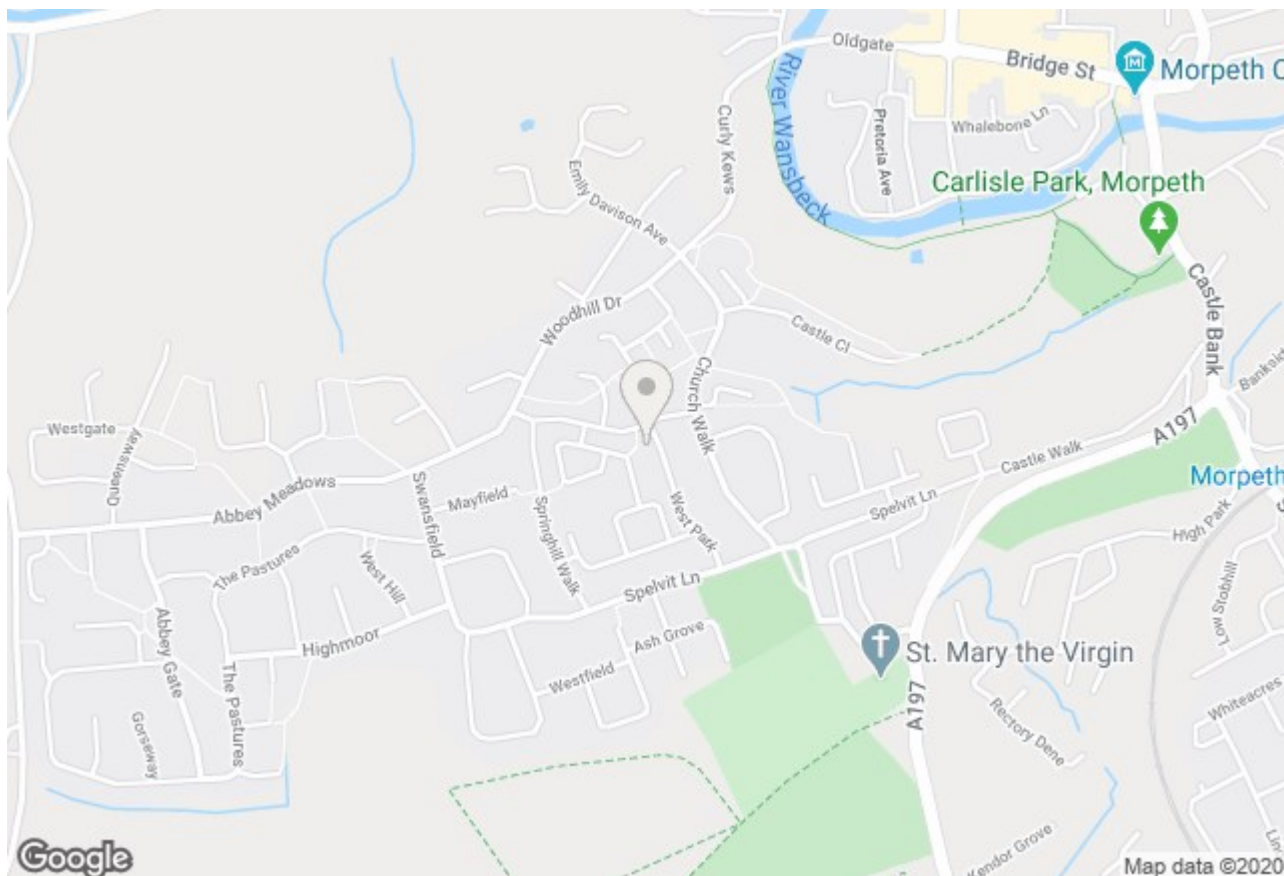 Oldgate
Bridge St
Morpeth C
River Wansbeck
Pretoria Ave
Whalebone Ln
Curly Kews
Emily Davison Ave
Carlisle Park, Morpeth
Castle Bank
Woodhill Dr
Castle Cl
Church Walk
A197
Westgate
Queensway
Abbey Meadows
Swansfield
Mayfield
Springhill Walk
West Park
Castle Walk
Spelvit Ln
Morpeth
High Park
The Pastures
West Hill
Low Stobhill
Abbey Gate
Highmoor
Spelvit Ln
Ash Grove
Westfield
St. Mary the Virgin
A197
The Pastures
Gorseway
Rectory Dene
Whiteacres
Kendor Grove
Google
Map data ©2020